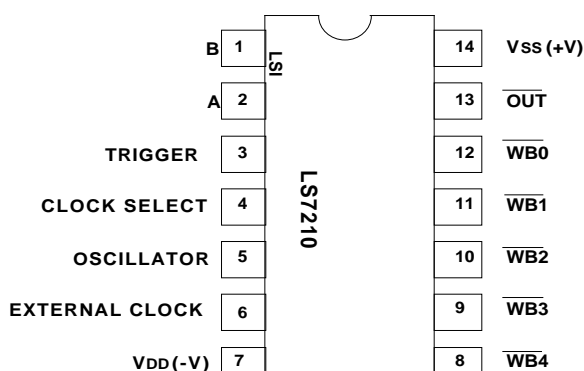 B 1 14 VSS (+V)
LSI
A 2 13 OUT
TRIGGER 3 12 WB0
CLOCK SELECT 4 11 WB1
LS7210
OSCILLATOR 5 10 WB2
EXTERNAL CLOCK 6 9 WB3
VDD (-V) 7 8 WB4